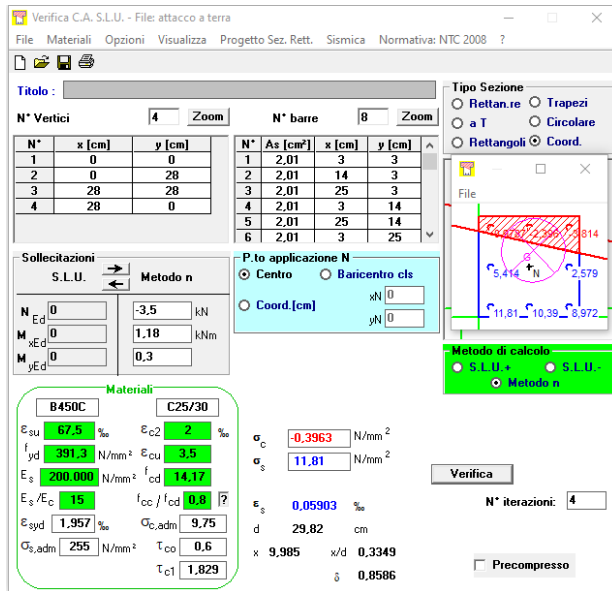 Verifica C.A. S.L.U. - File: attacco a terra
File Materiali Opzioni Visualizza Progetto Sez. Rett. Sismica Normativa: NTC 2008 ?
Titolo :
N° Vertici 4 Zoom N° barre 8 Zoom
N° x [cm] y [cm]
1 0 0
2 0 28
3 28 28
4 28 0
N° As [cm²] x [cm] y [cm]
1 2,01 3 3
2 2,01 14 3
3 2,01 25 3
4 2,01 3 14
5 2,01 25 14
6 2,01 3 25
Tipo Sezione
Rettan.re Trapezi
a T Circolare
Rettangoli Coord.
File
-2,398 -3,814
5,414 N 2,579
11,81 10,39 8,972
Sollecitazioni
S.L.U. Metodo n
N Ed 0 -3,5 kN
M xEd 0 1,18 kNm
M yEd 0 0,3
P.to applicazione N
Centro Baricentro cls
Coord.[cm] xN 0
yN 0
Metodo di calcolo
S.L.U.+ S.L.U.-
Metodo n
Materiali
B450C C25/30
εsu 67,5 ‰ εc2 2 ‰
fyd 391,3 N/mm² εcu 3,5
Es 200.000 N/mm² fcd 14,17
Es/Ec 15 fcc / fcd 0,8 ?
εsyd 1,957 ‰ σc,adm 9,75
σs,adm 255 N/mm² τco 0,6
τc1 1,829
σc -0,3963 N/mm²
σs 11,81 N/mm²
εs 0,05903 ‰
d 29,82 cm
x 9,985 x/d 0,3349
δ 0,8586
Verifica
N° iterazioni: 4
Precompresso